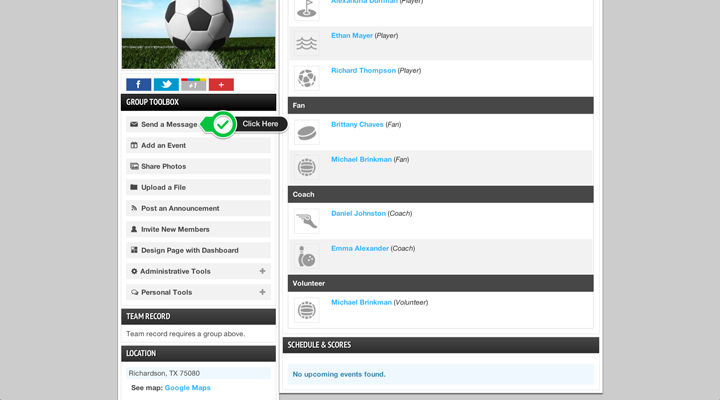 +1
+
GROUP TOOLBOX
Send a Message
Click Here
Add an Event
Share Photos
Upload a File
Post an Announcement
Invite New Members
Design Page with Dashboard
Administrative Tools +
Personal Tools +
TEAM RECORD
Team record requires a group above.
LOCATION
Richardson, TX 75080
See map: Google Maps
Alexandria Duffman (Player)
Ethan Mayer (Player)
Richard Thompson (Player)
Fan
Brittany Chaves (Fan)
Michael Brinkman (Fan)
Coach
Daniel Johnston (Coach)
Emma Alexander (Coach)
Volunteer
Michael Brinkman (Volunteer)
SCHEDULE & SCORES
No upcoming events found.